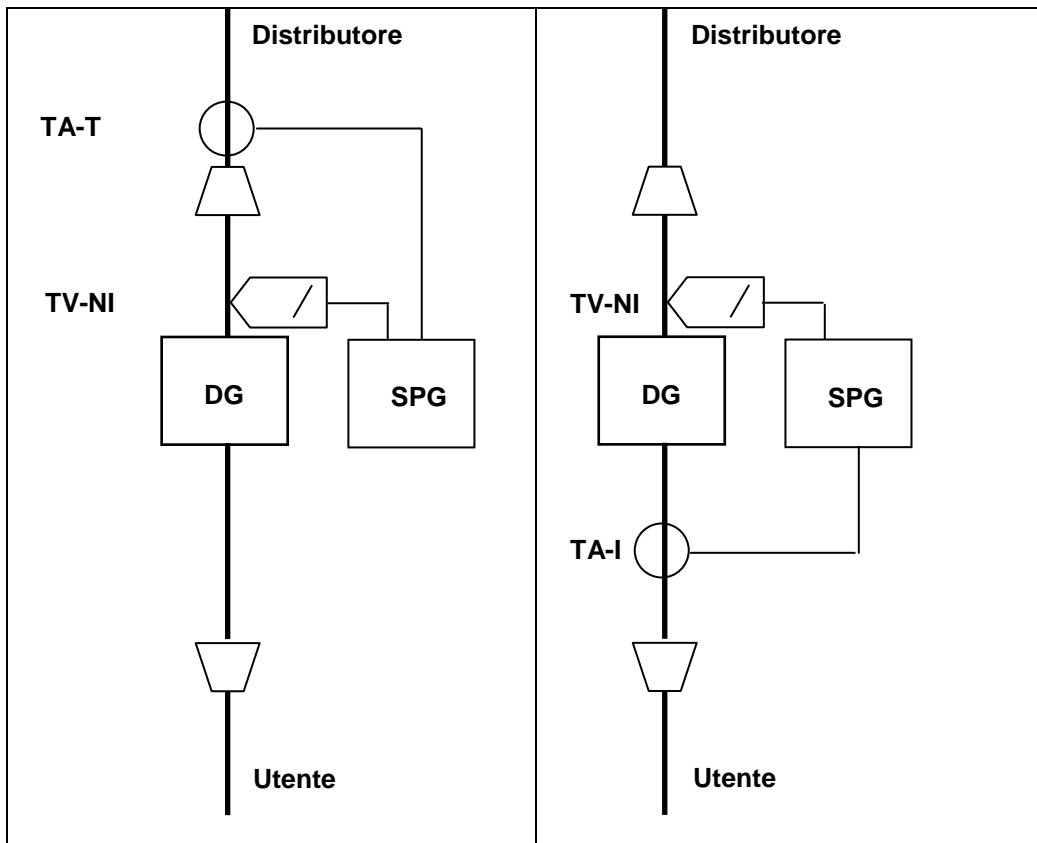 Distributore
TA-T
TV-NI
DG
SPG
Utente
Distributore
TV-NI
DG
SPG
TA-I
Utente